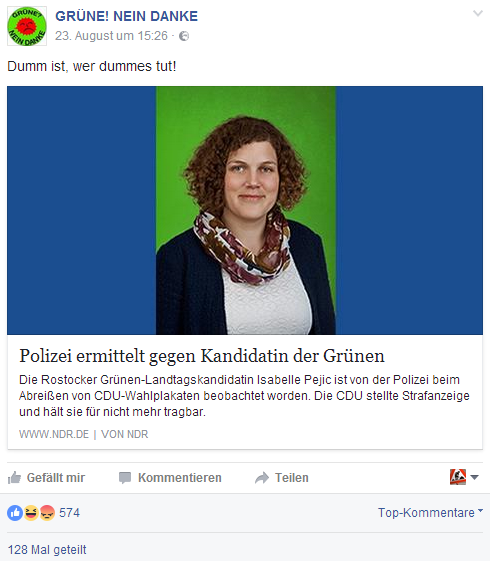 GRÜNE?
NEIN DANKE
GRÜNE! NEIN DANKE
23. August um 15:26 ·
Dumm ist, wer dummes tut!
Polizei ermittelt gegen Kandidatin der Grünen
Die Rostocker Grünen-Landtagskandidatin Isabelle Pejic ist von der Polizei beim
Abreißen von CDU-Wahlplakaten beobachtet worden. Die CDU stellte Strafanzeige
und hält sie für nicht mehr tragbar.
WWW.NDR.DE | VON NDR
Gefällt mir Kommentieren Teilen
574 Top-Kommentare
128 Mal geteilt